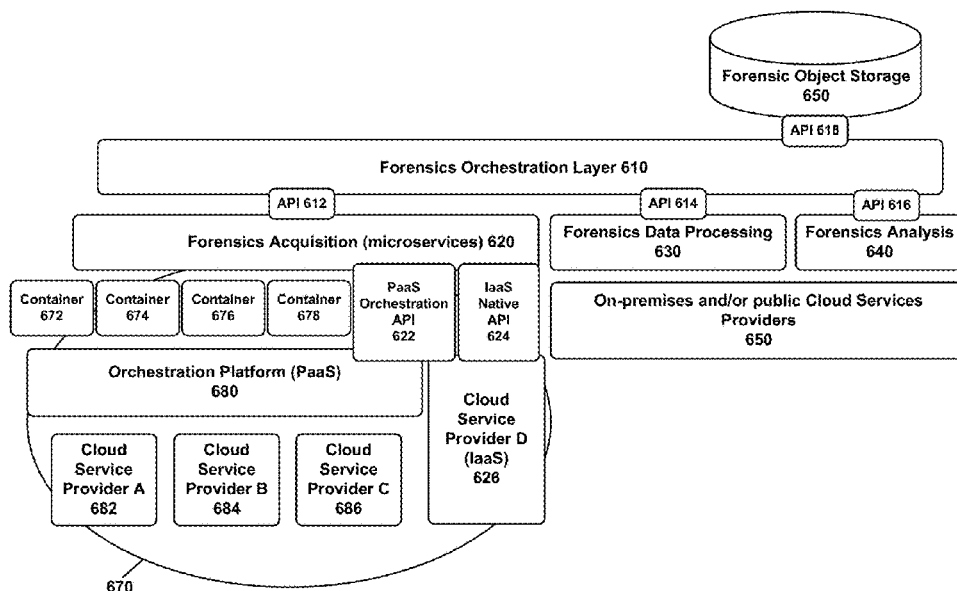 Forensic Object Storage
650
API 618
Forensics Orchestration Layer 610
API 612
API 614
API 616
Forensics Acquisition (microservices) 620
Forensics Data Processing
630
Forensics Analysis
640
Container
672
Container
674
Container
676
Container
678
PaaS
Orchestration
API
622
IaaS
Native
API
624
On-premises and/or public Cloud Services
Providers
650
Orchestration Platform (PaaS)
680
Cloud
Service
Provider D
(IaaS)
626
Cloud
Service
Provider A
682
Cloud
Service
Provider B
684
Cloud
Service
Provider C
686
670